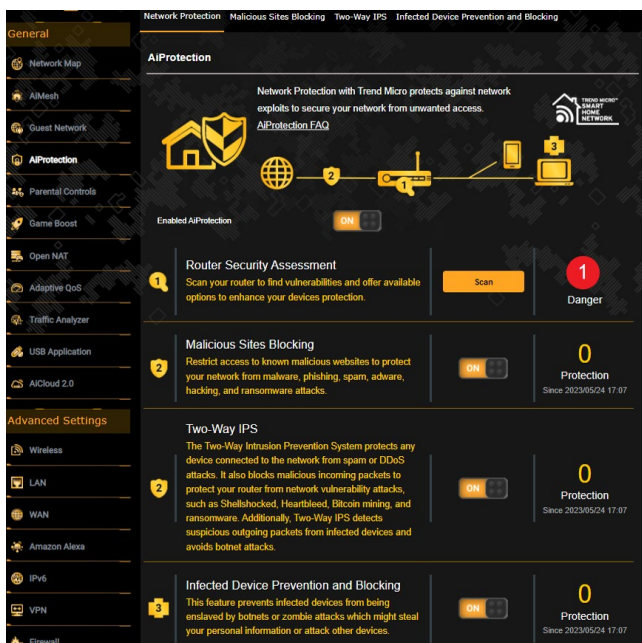 Network Protection Malicious Sites Blocking Two-Way IPS Infected Device Prevention and Blocking
General
Network Map
AiMesh
Guest Network
AiProtection
Parental Controls
Game Boost
Open NAT
Adaptive QoS
Traffic Analyzer
USB Application
AiCloud 2.0
Advanced Settings
Wireless
LAN
WAN
Amazon Alexa
IPv6
VPN
Firewall
AiProtection
Network Protection with Trend Micro protects against network
exploits to secure your network from unwanted access.
AiProtection FAQ
TREND MICRO™
SMART
HOME
NETWORK
2
1
3
Enabled AiProtection
ON
1
Router Security Assessment
Scan your router to find vulnerabilities and offer available
options to enhance your devices protection.
Scan
1
Danger
2
Malicious Sites Blocking
Restrict access to known malicious websites to protect
your network from malware, phishing, spam, adware,
hacking, and ransomware attacks.
ON
0
Protection
Since 2023/05/24 17:07
2
Two-Way IPS
The Two-Way Intrusion Prevention System protects any
device connected to the network from spam or DDoS
attacks. It also blocks malicious incoming packets to
protect your router from network vulnerability attacks,
such as Shellshocked, Heartbleed, Bitcoin mining, and
ransomware. Additionally, Two-Way IPS detects
suspicious outgoing packets from infected devices and
avoids botnet attacks.
ON
0
Protection
Since 2023/05/24 17:07
3
Infected Device Prevention and Blocking
This feature prevents infected devices from being
enslaved by botnets or zombie attacks which might steal
your personal information or attack other devices.
ON
0
Protection
Since 2023/05/24 17:07